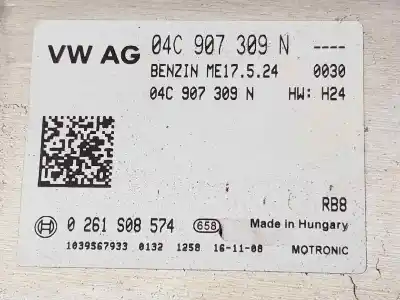 VW AG 04C 907 309 N ----
BENZIN ME17.5.24 0030
04C 907 309 N HW: H24
RB8
0 261 S08 574 658 Made in Hungary
1039S67933 0132 1258 16-11-08 MOTRONIC